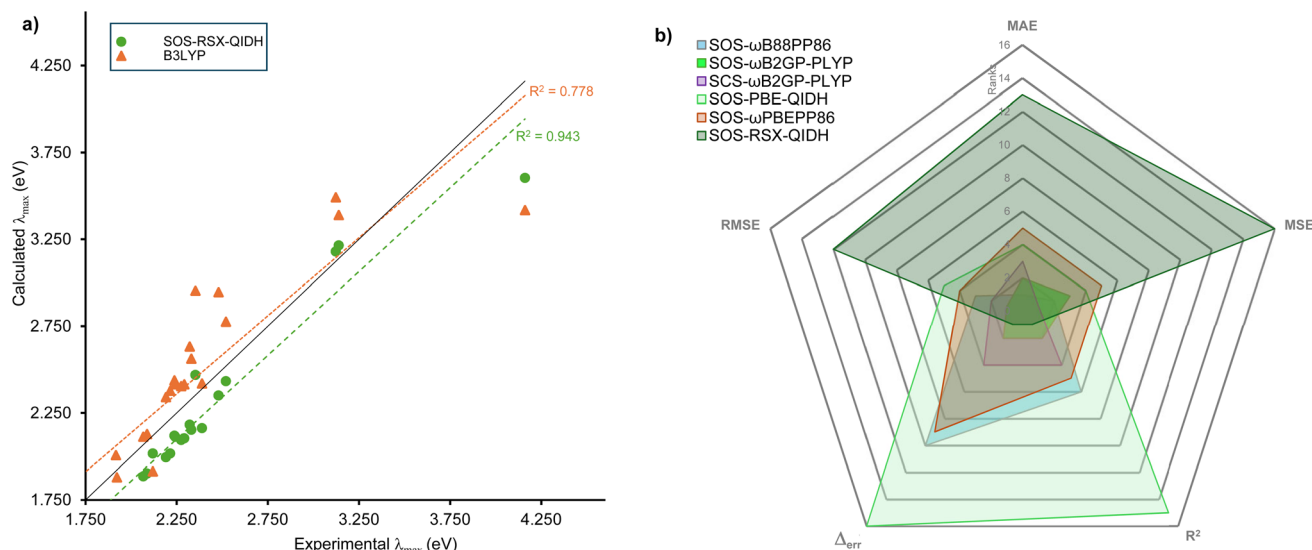 a)
SOS-RSX-QIDH
B3LYP
4.250
3.750
3.250
2.750
2.250
1.750
Calculated λmax (eV)
R² = 0.778
R² = 0.943
1.750 2.250 2.750 3.250 3.750 4.250
Experimental λmax (eV)
b)
SOS-ωB88PP86
SOS-ωB2GP-PLYP
SCS-ωB2GP-PLYP
SOS-PBE-QIDH
SOS-ωPBEPP86
SOS-RSX-QIDH
MAE
16
14
12
10
8
6
4
2
Ranks
RMSE
MSE
Δerr
R²